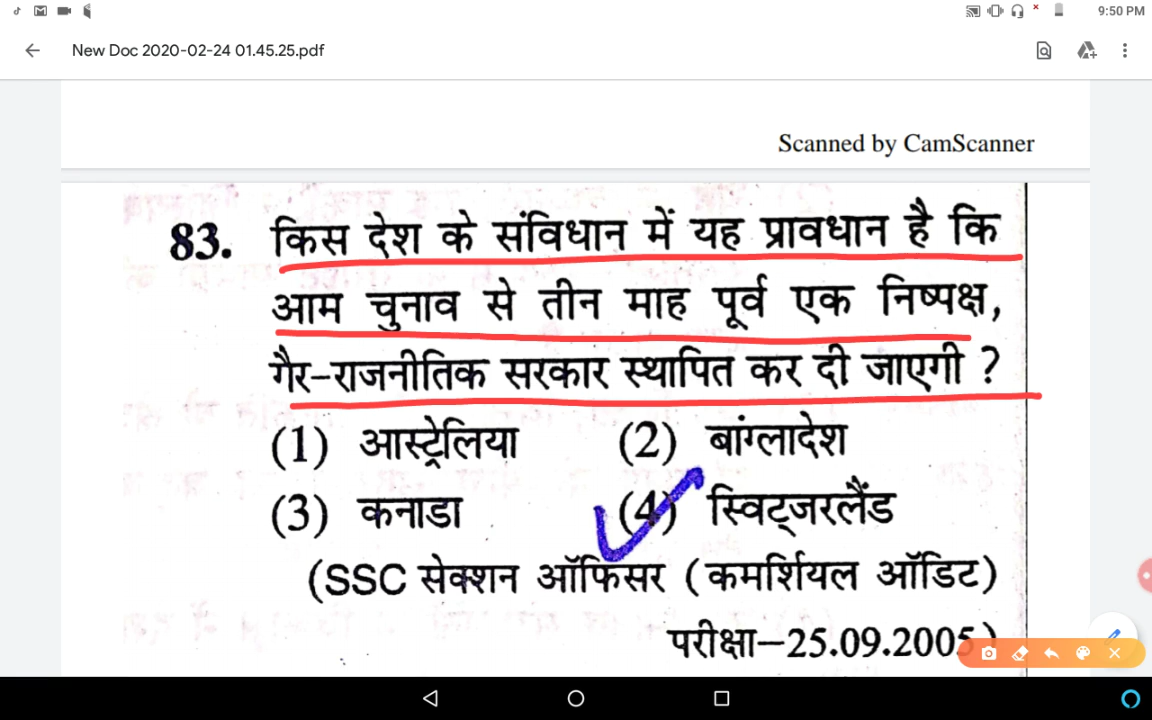 9:50 PM
New Doc 2020-02-24 01.45.25.pdf
Scanned by CamScanner
83. किस देश के संविधान में यह प्रावधान है कि
आम चुनाव से तीन माह पूर्व एक निष्पक्ष,
गैर–राजनीतिक सरकार स्थापित कर दी जाएगी ?
(1) आस्ट्रेलिया (2) बांग्लादेश
(3) कनाडा (4) स्विट्जरलैंड
(SSC सेक्शन ऑफिसर (कमर्शियल ऑडिट)
परीक्षा–25.09.2005)